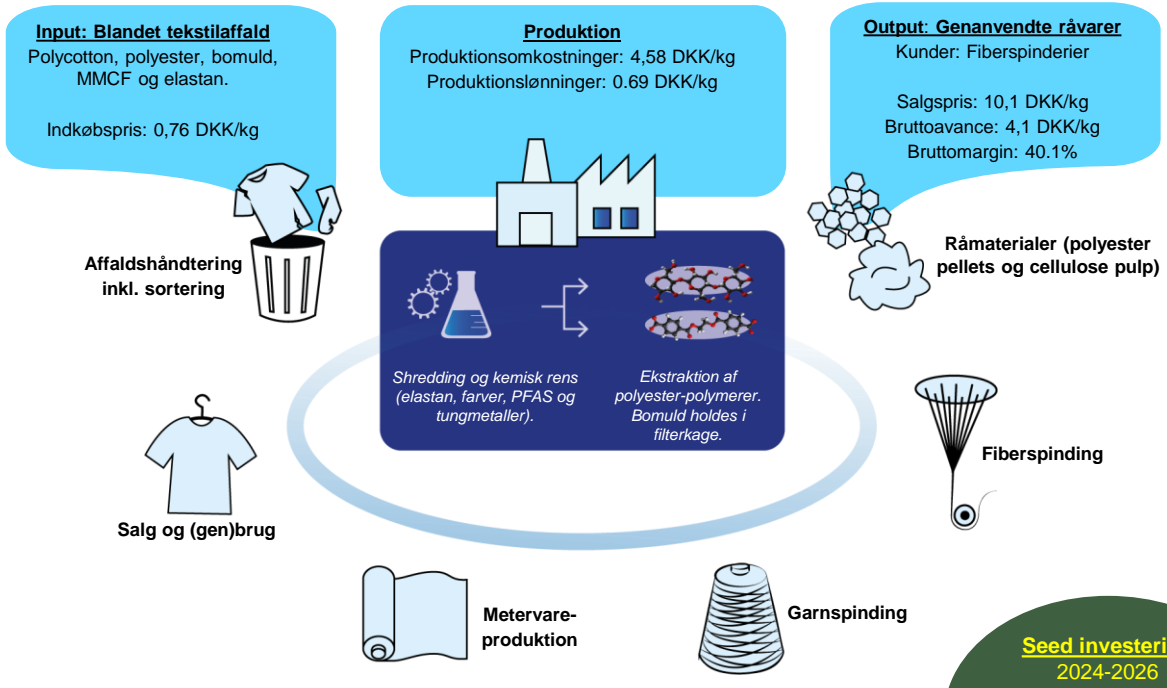 Input: Blandet tekstilaffald
Polycotton, polyester, bomuld,
MMCF og elastan.
Indkøbspris: 0,76 DKK/kg
Produktion
Produktionsomkostninger: 4,58 DKK/kg
Produktionslønninger: 0.69 DKK/kg
Output: Genanvendte råvarer
Kunder: Fiberspinderier
Salgspris: 10,1 DKK/kg
Bruttoavance: 4,1 DKK/kg
Bruttomargin: 40.1%
Affaldshåndtering
inkl. sortering
Råmaterialer (polyester
pellets og cellulose pulp)
Shredding og kemisk rens
(elastan, farver, PFAS og
tungmetaller).
Ekstraktion af
polyester-polymerer.
Bomuld holdes i
filterkage.
Fiberspinding
Salg og (gen)brug
Metervare-
produktion
Garnspinding
Seed investeri
2024-2026